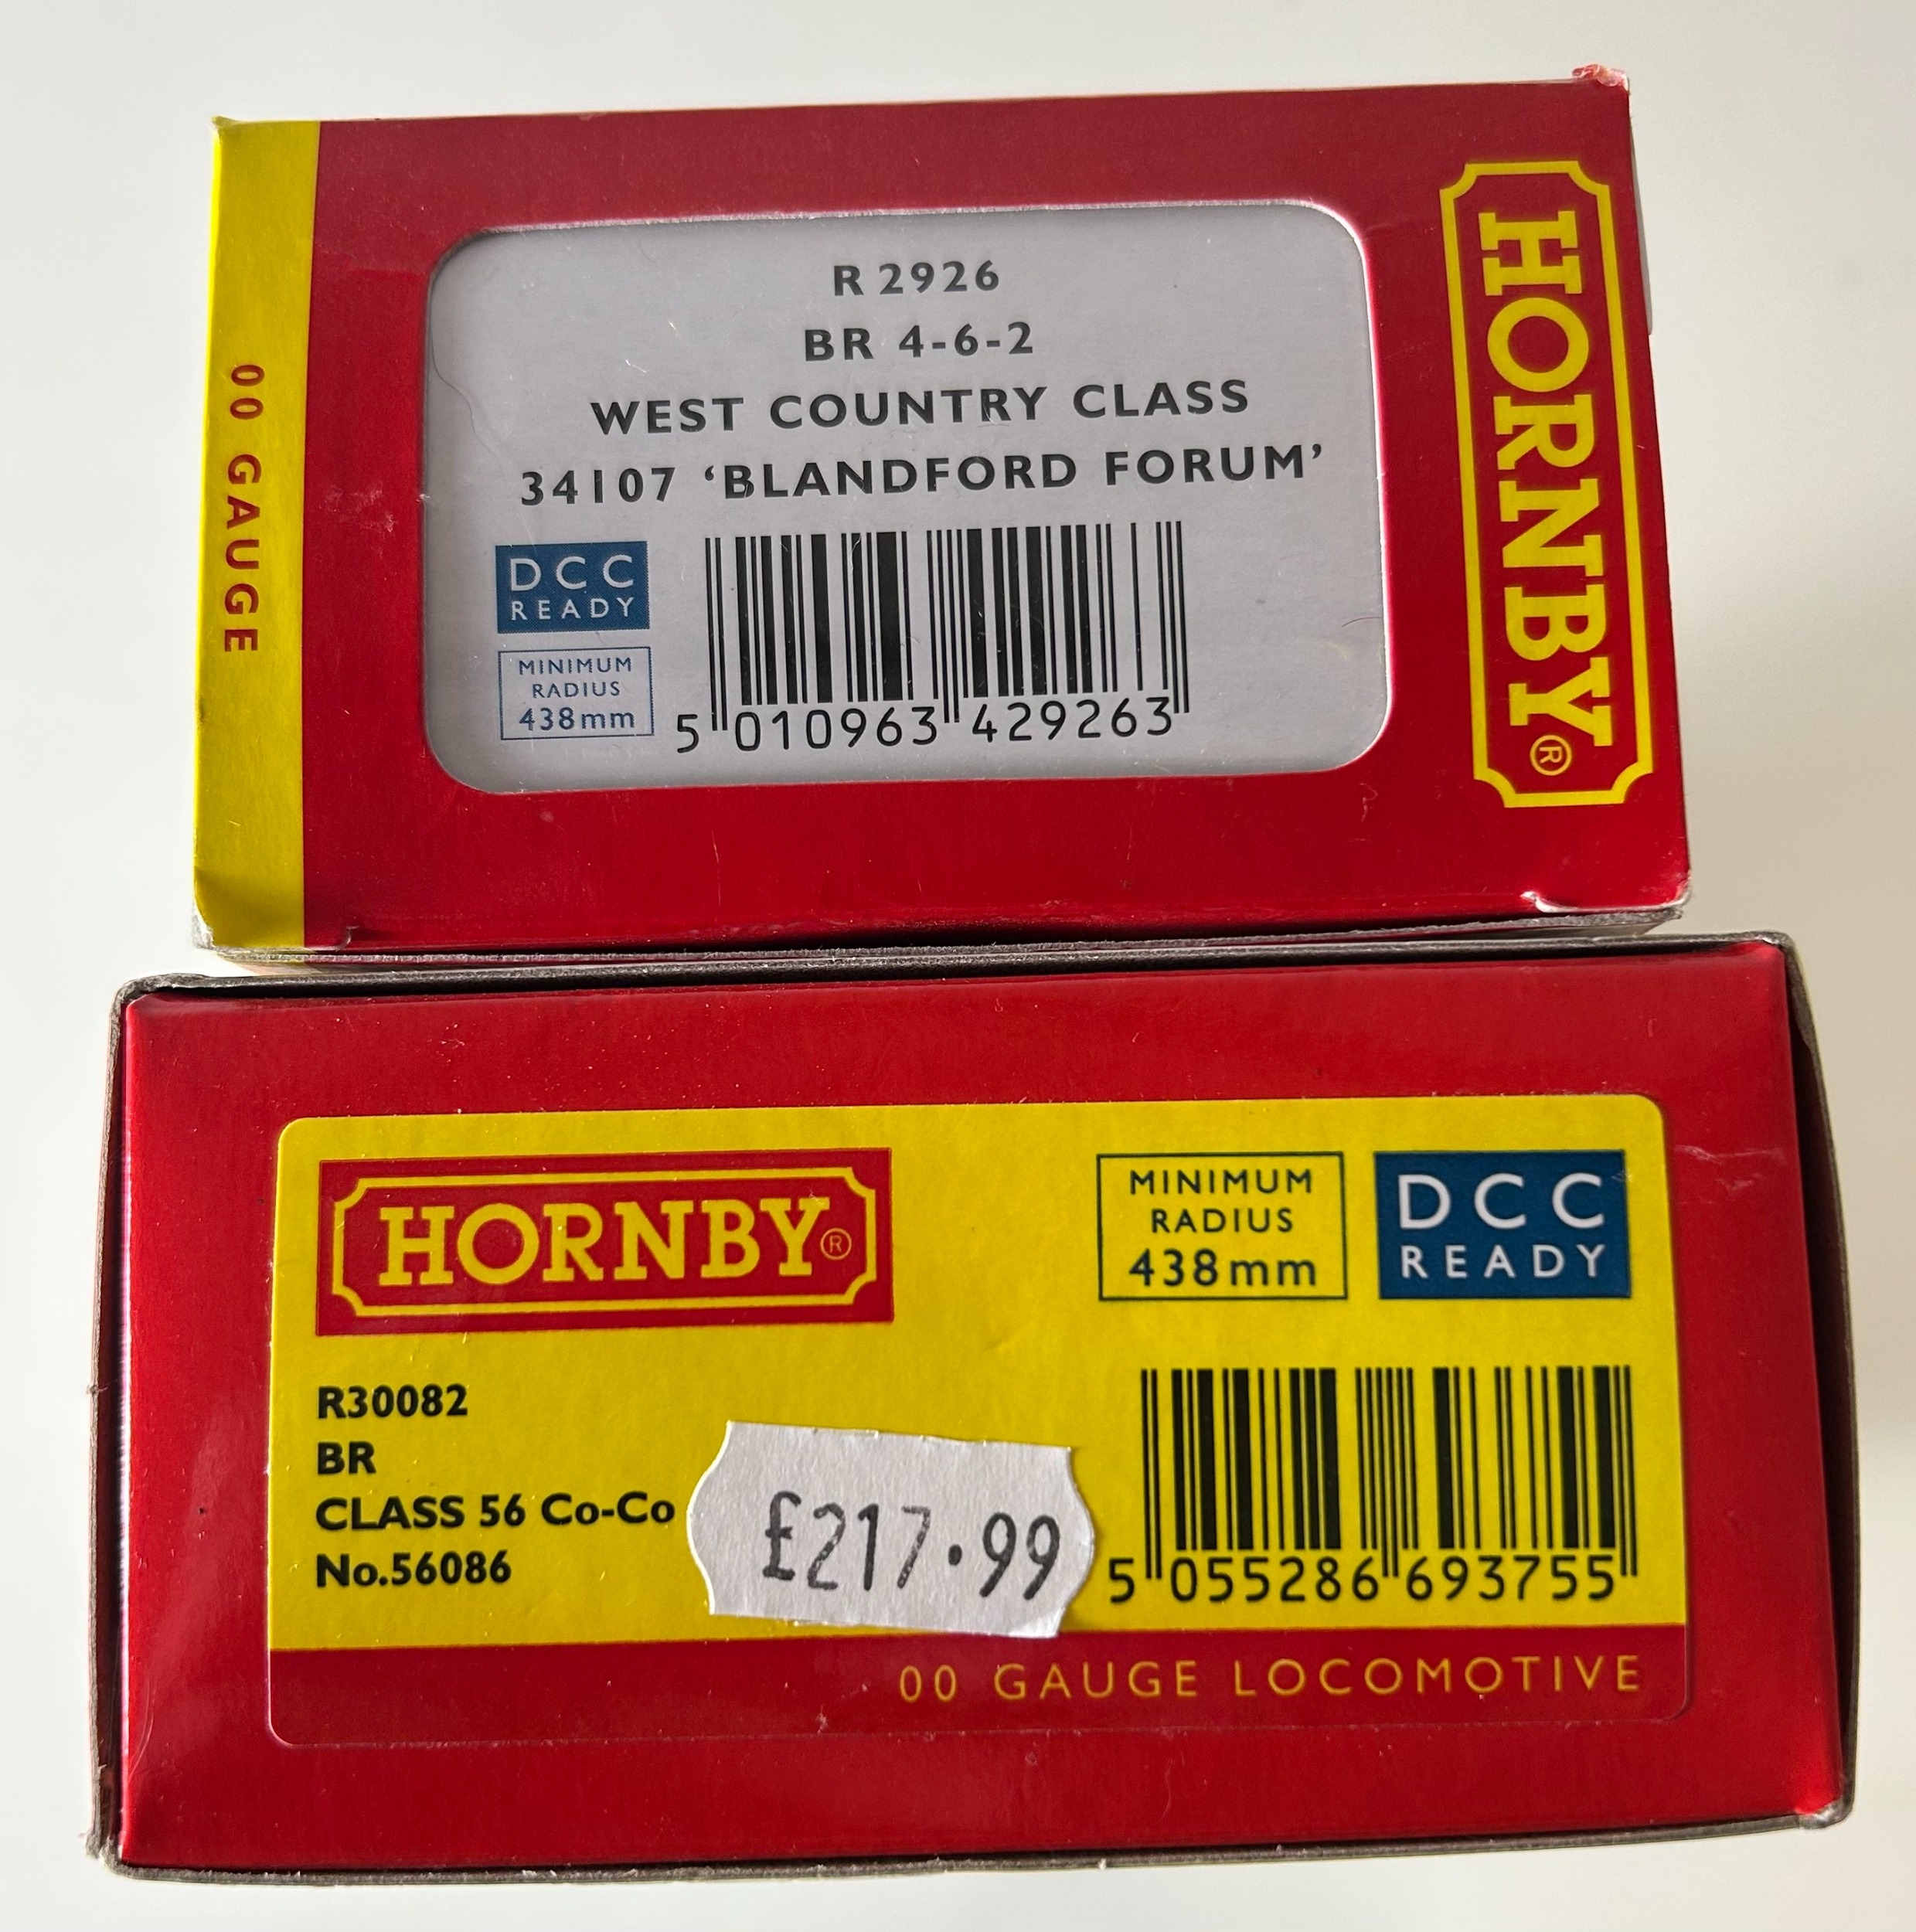 00 GAUGE
R 2926
BR 4-6-2
WEST COUNTRY CLASS
34107 ‘BLANDFORD FORUM’
DCC
READY
MINIMUM
RADIUS
438mm
5 010963 429263
HORNBY®
HORNBY®
MINIMUM
RADIUS
438mm
DCC
READY
R30082
BR
CLASS 56 Co-Co
No.56086
£217.99
5 055286 693755
00 GAUGE LOCOMOTIVE